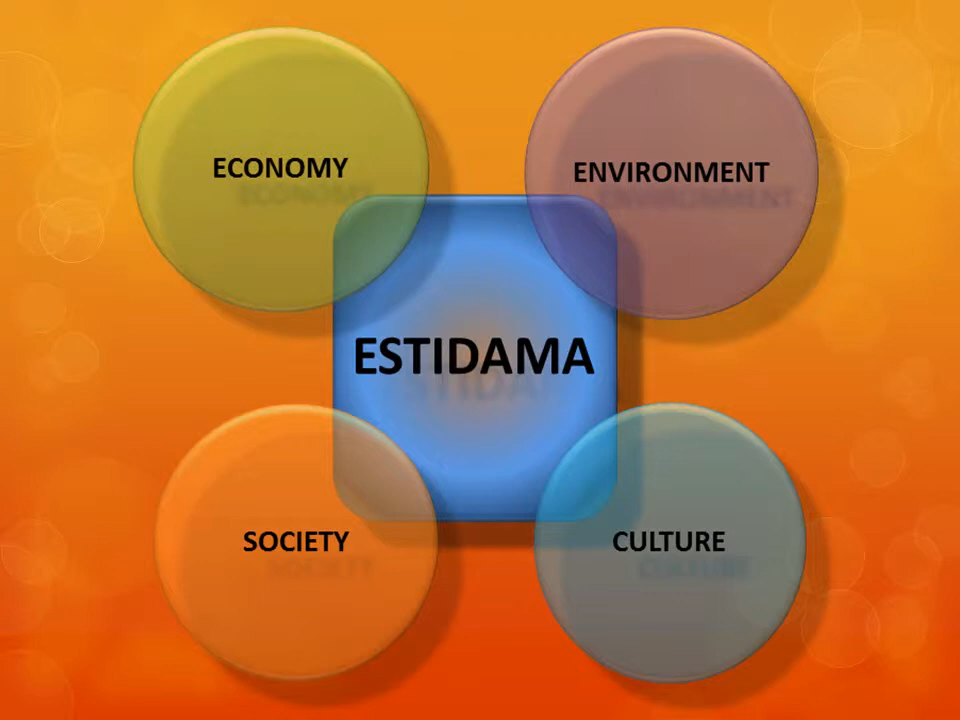 ECONOMY
ENVIRONMENT
ESTIDAMA
SOCIETY
CULTURE